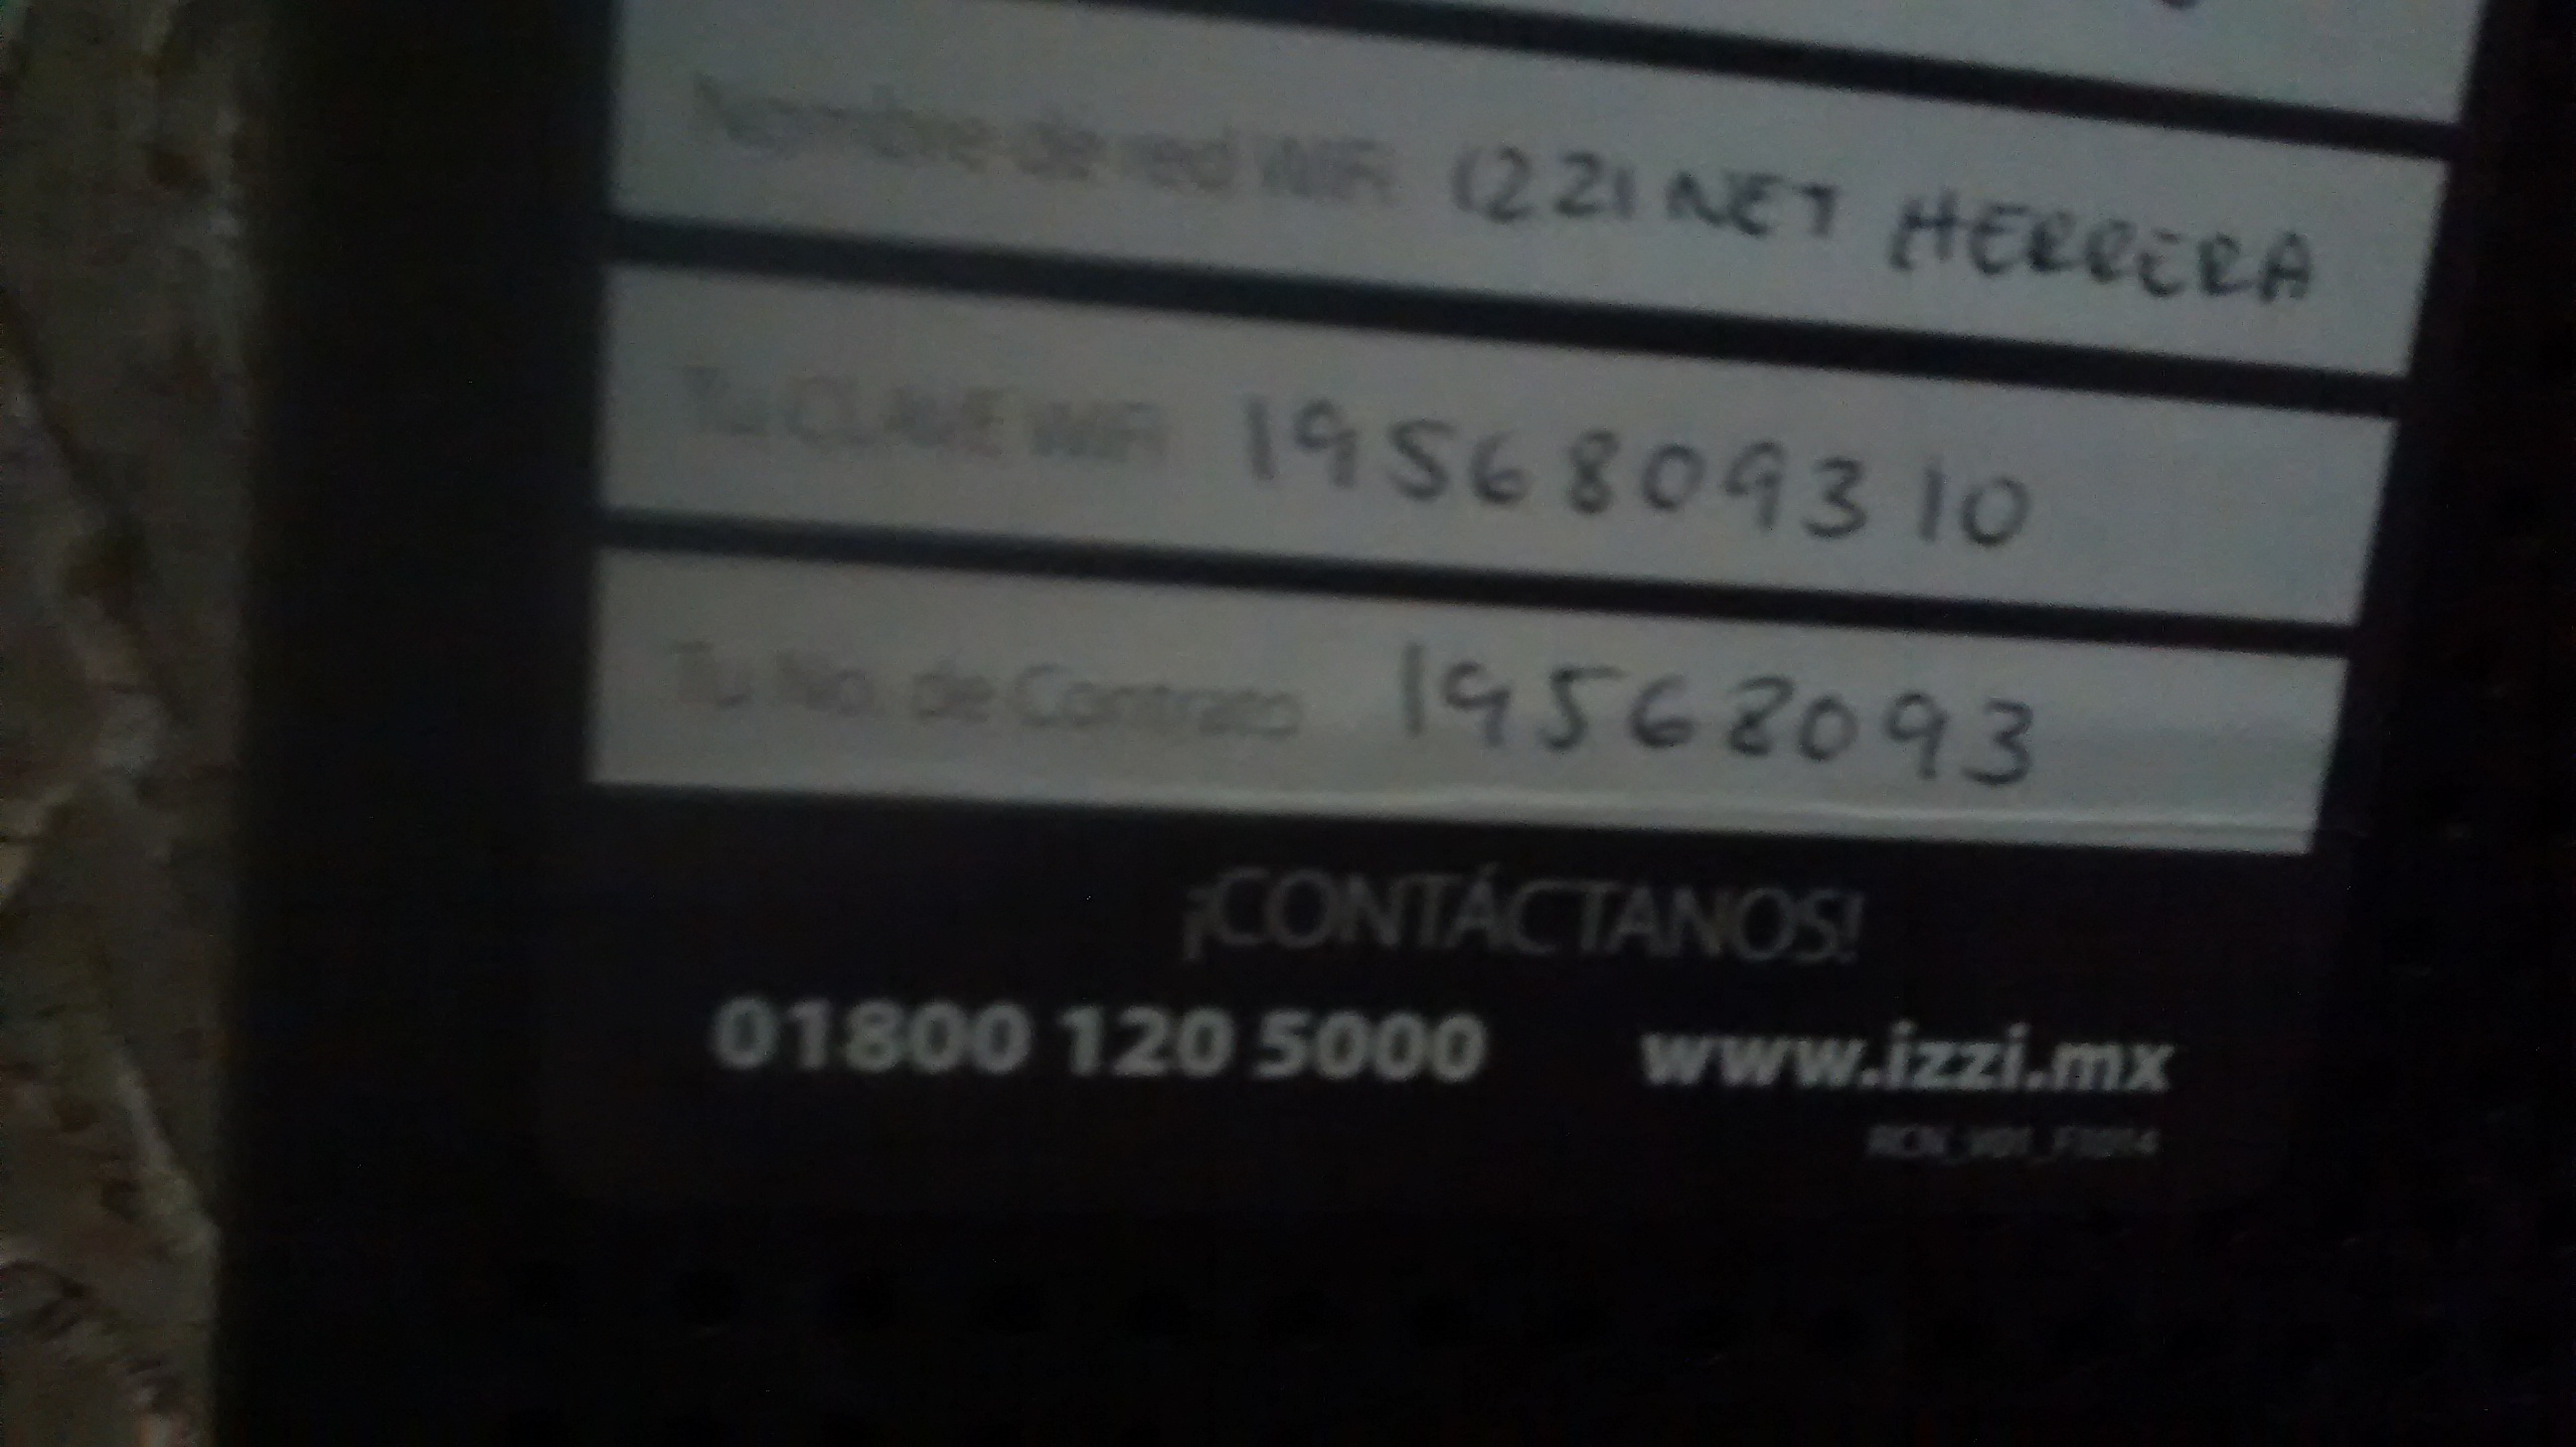 Nombre de red WiFi IZZI NET HERRERA
Tu CLAVE WiFi 1956809310
Tu No. de Contrato 19568093
¡CONTÁCTANOS!
01800 120 5000 www.izzi.mx
RCN_V01_F1014